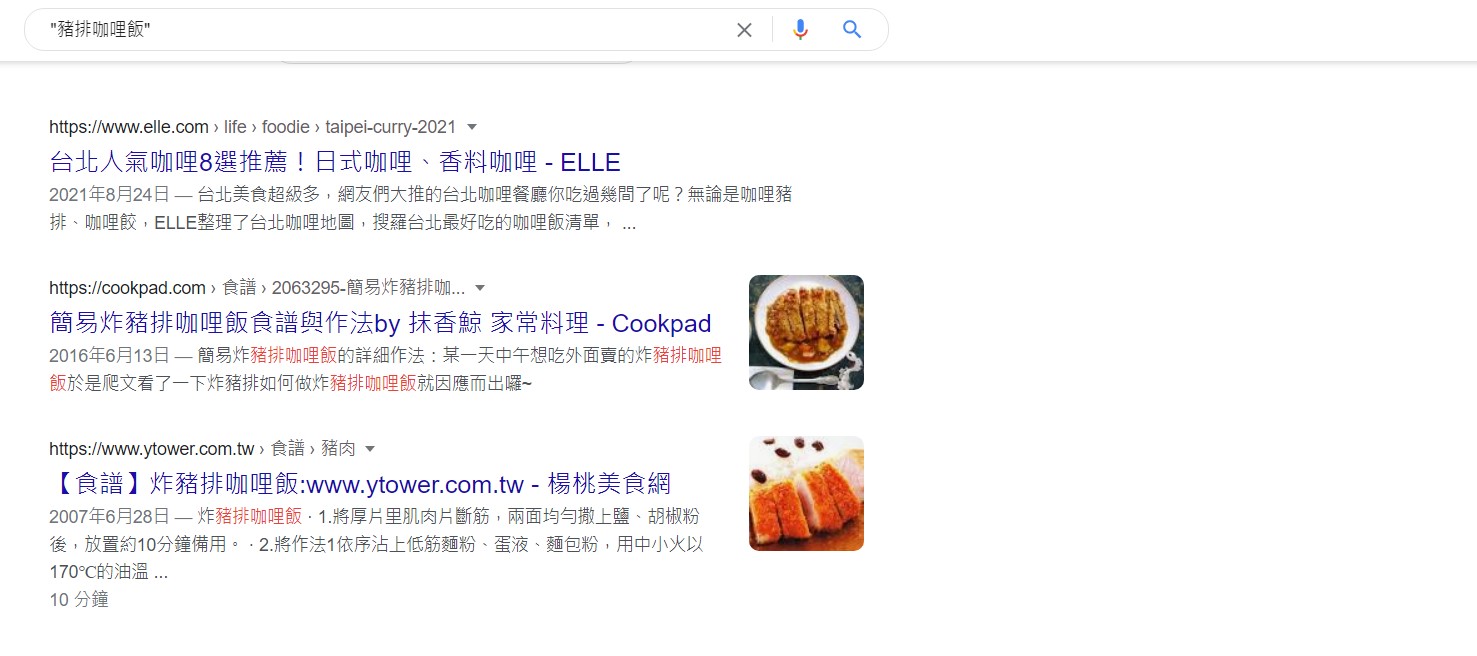 "豬排咖哩飯"
https://www.elle.com › life › foodie › taipei-curry-2021
台北人氣咖哩8選推薦！日式咖哩、香料咖哩 - ELLE
2021年8月24日 — 台北美食超級多，網友們大推的台北咖哩餐廳你吃過幾間了呢？無論是咖哩豬
排、咖哩餃，ELLE整理了台北咖哩地圖，搜羅台北最好吃的咖哩飯清單， ...
https://cookpad.com › 食譜 › 2063295-簡易炸豬排咖...
簡易炸豬排咖哩飯食譜與作法by 抹香鯨 家常料理 - Cookpad
2016年6月13日 — 簡易炸豬排咖哩飯的詳細作法：某一天中午想吃外面賣的炸豬排咖哩
飯於是爬文看了一下炸豬排如何做炸豬排咖哩飯就因應而出囉~
https://www.ytower.com.tw › 食譜 › 豬肉
【食譜】炸豬排咖哩飯:www.ytower.com.tw - 楊桃美食網
2007年6月28日 — 炸豬排咖哩飯 · 1.將厚片里肌肉片斷筋，兩面均勻撒上鹽、胡椒粉
後，放置約10分鐘備用。 · 2.將作法1依序沾上低筋麵粉、蛋液、麵包粉，用中小火以
170℃的油溫 ...
10 分鐘